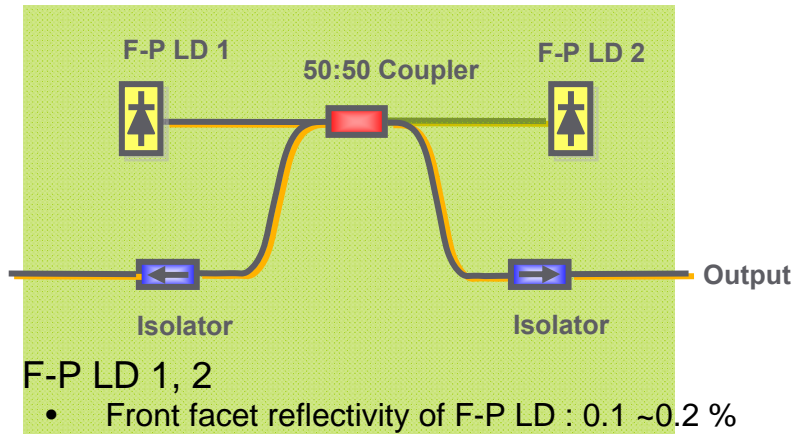 F-P LD 1
50:50 Coupler
F-P LD 2
Output
Isolator
Isolator
F-P LD 1, 2
• Front facet reflectivity of F-P LD : 0.1 ~0.2 %